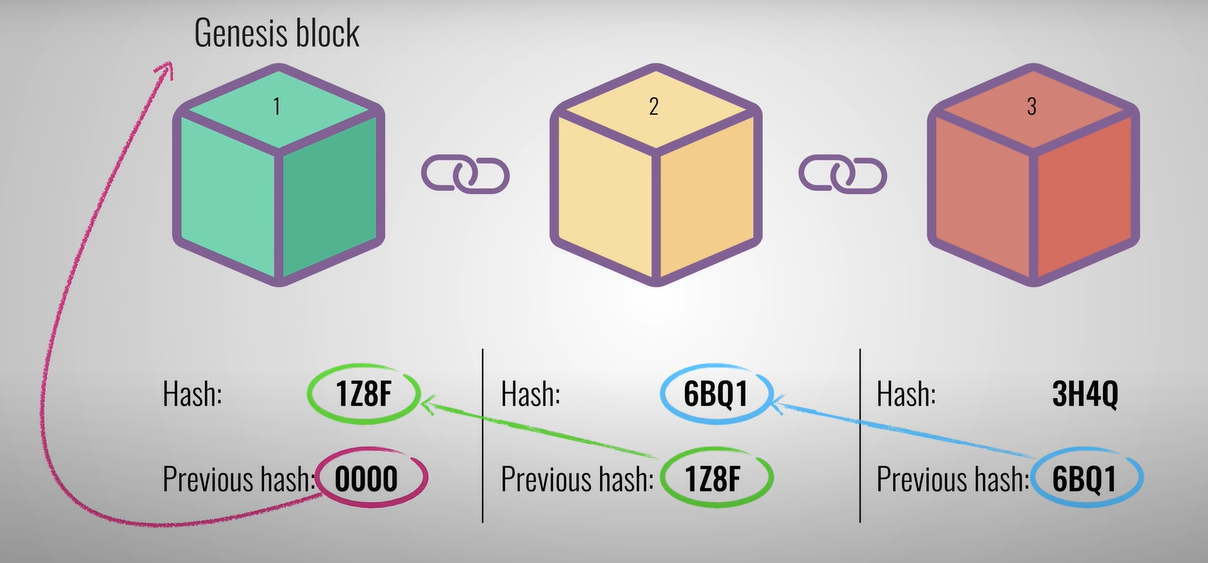 Genesis block
1
2
3
Hash: 1Z8F
Previous hash: 0000
Hash: 6BQ1
Previous hash: 1Z8F
Hash: 3H4Q
Previous hash: 6BQ1